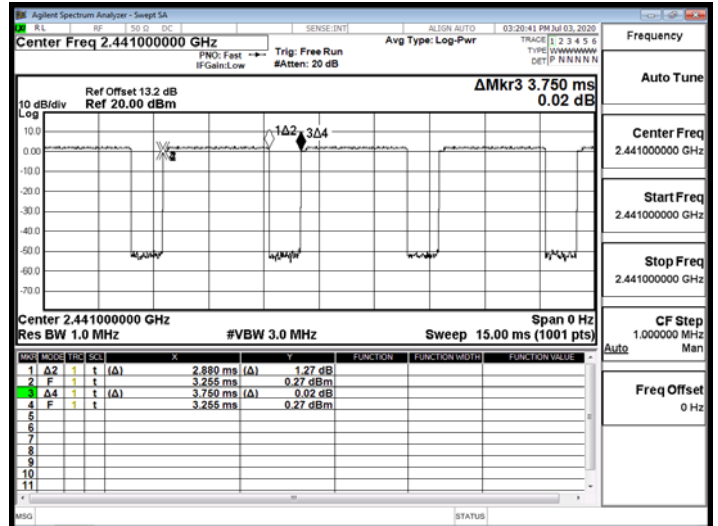 Agilent Spectrum Analyzer - Swept SA
RL RF 50 Ω DC SENSE:INT ALIGN AUTO 03:20:41 PM Jul 03, 2020
Center Freq 2.441000000 GHz
PNO: Fast
IFGain:Low
Trig: Free Run
#Atten: 20 dB
Avg Type: Log-Pwr
TRACE 1 2 3 4 5 6
TYPE WWWWWW
DET P NNNNN
Frequency
ΔMkr3 3.750 ms
0.02 dB
Ref Offset 13.2 dB
10 dB/div Ref 20.00 dBm
Log
10.0
0.00
-10.0
-20.0
-30.0
-40.0
-50.0
-60.0
-70.0
1Δ2
3Δ4
Center 2.441000000 GHz Span 0 Hz
Res BW 1.0 MHz #VBW 3.0 MHz Sweep 15.00 ms (1001 pts)
MKR MODE TRC SCL X Y FUNCTION FUNCTION WIDTH FUNCTION VALUE
1 Δ2 1 t (Δ) 2.880 ms (Δ) 1.27 dB
2 F 1 t 3.255 ms 0.27 dBm
3 Δ4 1 t (Δ) 3.750 ms (Δ) 0.02 dB
4 F 1 t 3.255 ms 0.27 dBm
5
6
7
8
9
10
11
MSG STATUS
Auto Tune
Center Freq
2.441000000 GHz
Start Freq
2.441000000 GHz
Stop Freq
2.441000000 GHz
CF Step
1.000000 MHz
Auto Man
Freq Offset
0 Hz